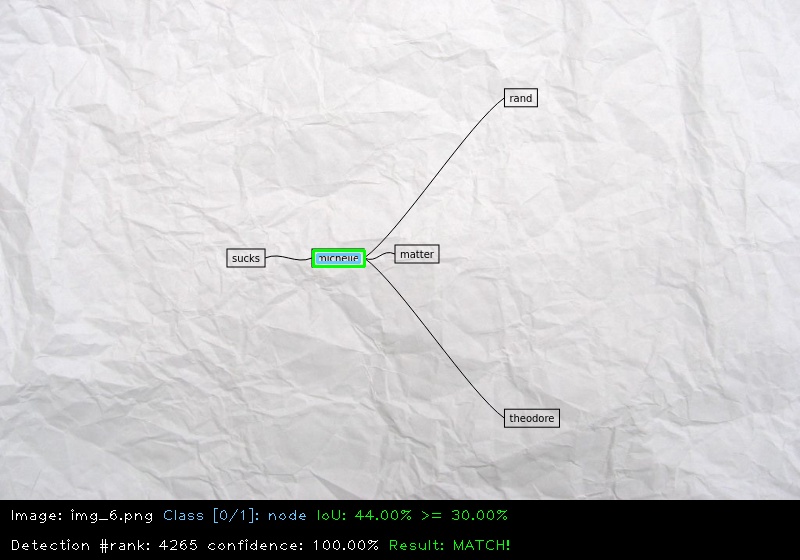 rand
sucks
michelle
matter
theodore
Image: img_6.png Class [0/1]: node IoU: 44.00% >= 30.00%
Detection #rank: 4265 confidence: 100.00% Result: MATCH!